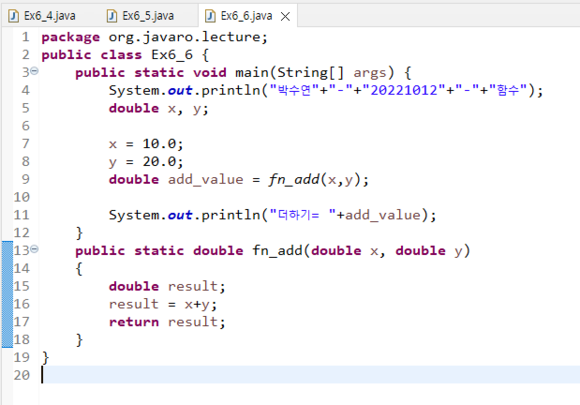 Ex6_4.java Ex6_5.java Ex6_6.java
1 package org.javaro.lecture;
2 public class Ex6_6 {
3 public static void main(String[] args) {
4 System.out.println("박수연"+"-"+"20221012"+"-"+"함수");
5 double x, y;
6
7 x = 10.0;
8 y = 20.0;
9 double add_value = fn_add(x,y);
10
11 System.out.println("더하기= "+add_value);
12 }
13 public static double fn_add(double x, double y)
14 {
15 double result;
16 result = x+y;
17 return result;
18 }
19 }
20